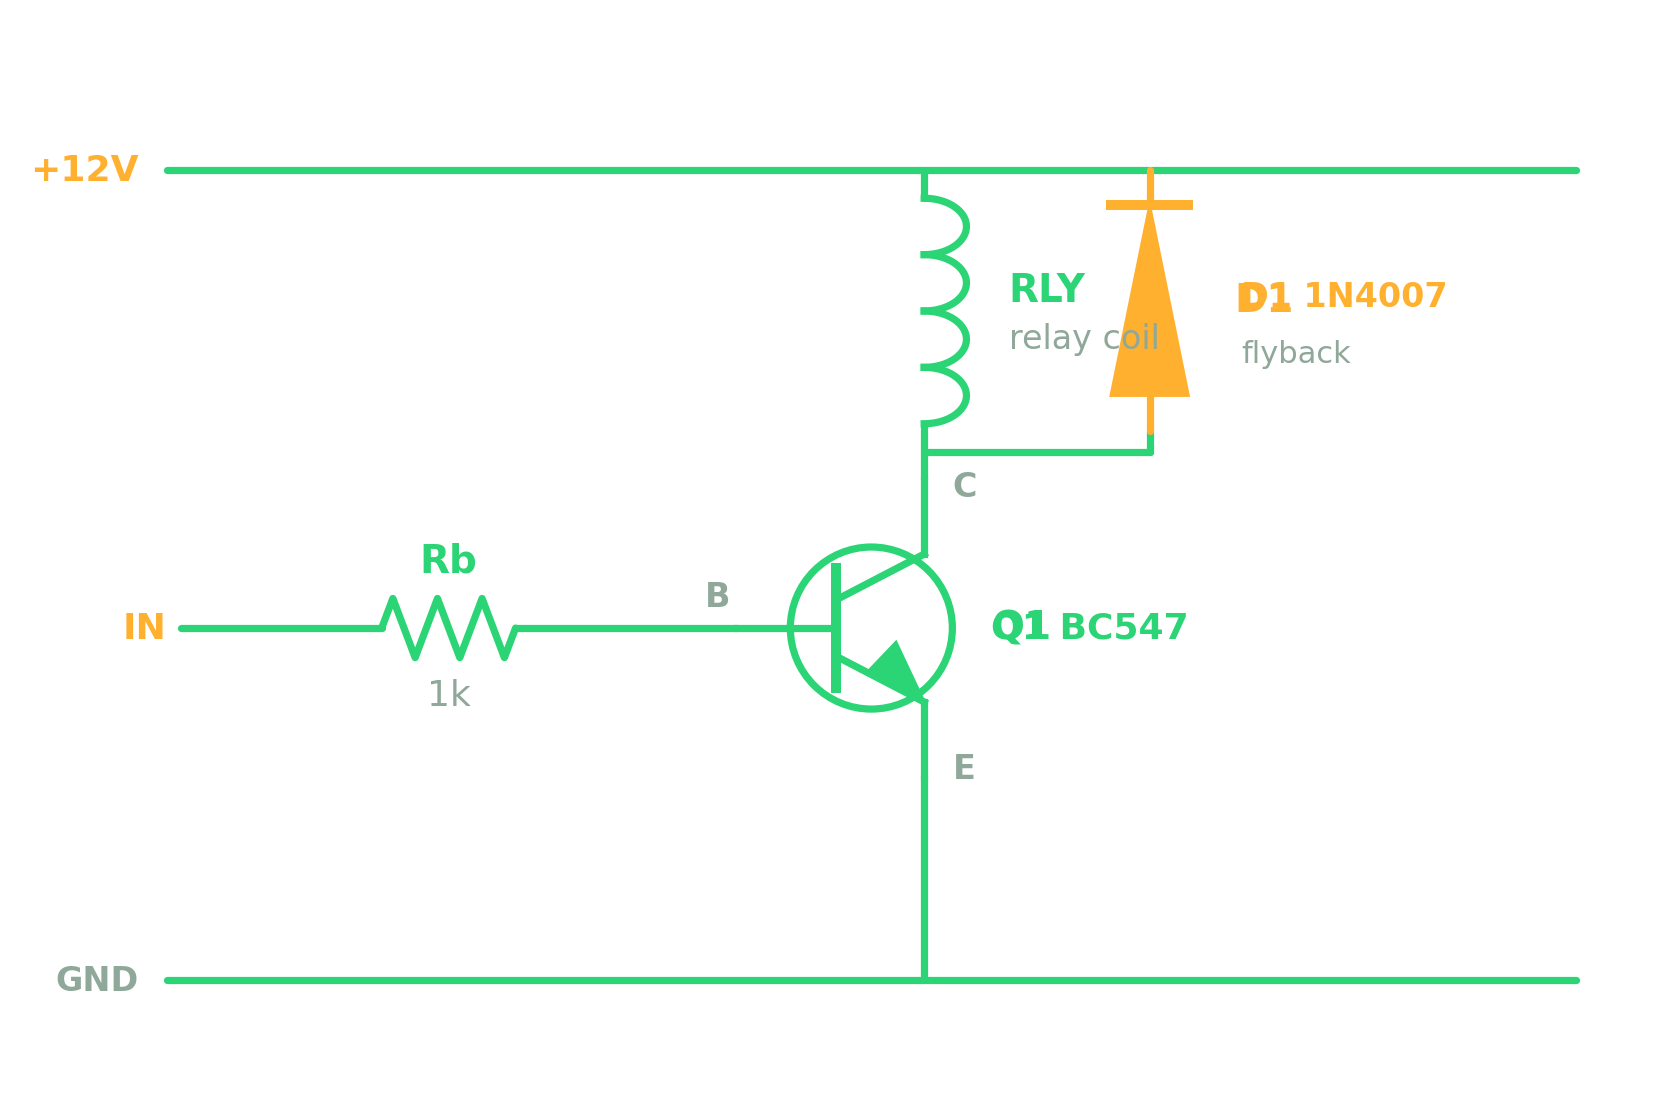 +12V
RLY
relay coil
D1 1N4007
flyback
C
Rb
B
IN
Q1 BC547
1k
E
GND